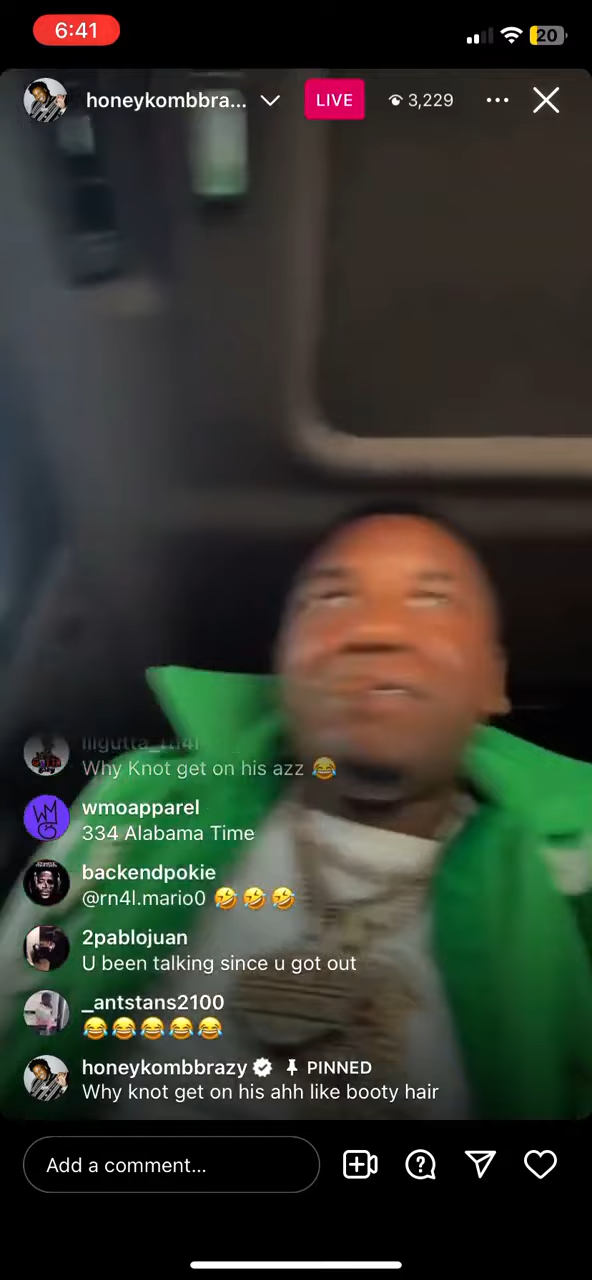 6:41
20
honeykombbra...
LIVE
3,229
Why Knot get on his azz 😂
wmoapparel
334 Alabama Time
backendpokie
@rn4l.mario0 🤣🤣🤣
2pablojuan
U been talking since u got out
_antstans2100
😂😂😂😂😂
honeykombbrazy PINNED
Why knot get on his ahh like booty hair
Add a comment...